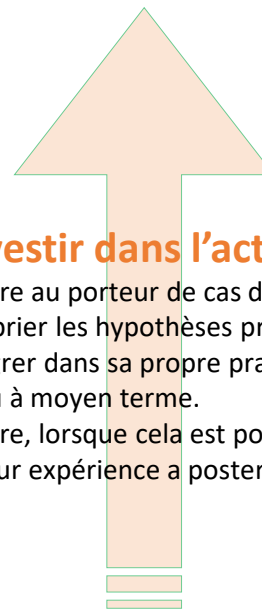 vestir dans l’act
re au porteur de cas d
prier les hypothèses pr
rer dans sa propre pra
à moyen terme.
re, lorsque cela est po
ur expérience a poster